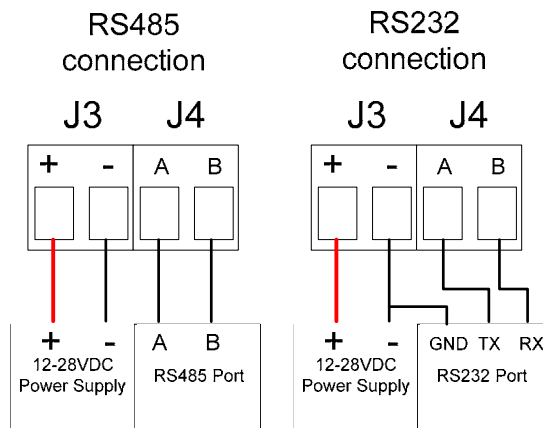 RS485
connection
J3 J4
+ - A B
+ - A B
12-28VDC
Power Supply
RS485 Port
RS232
connection
J3 J4
+ - A B
+ - GND TX RX
12-28VDC
Power Supply
RS232 Port